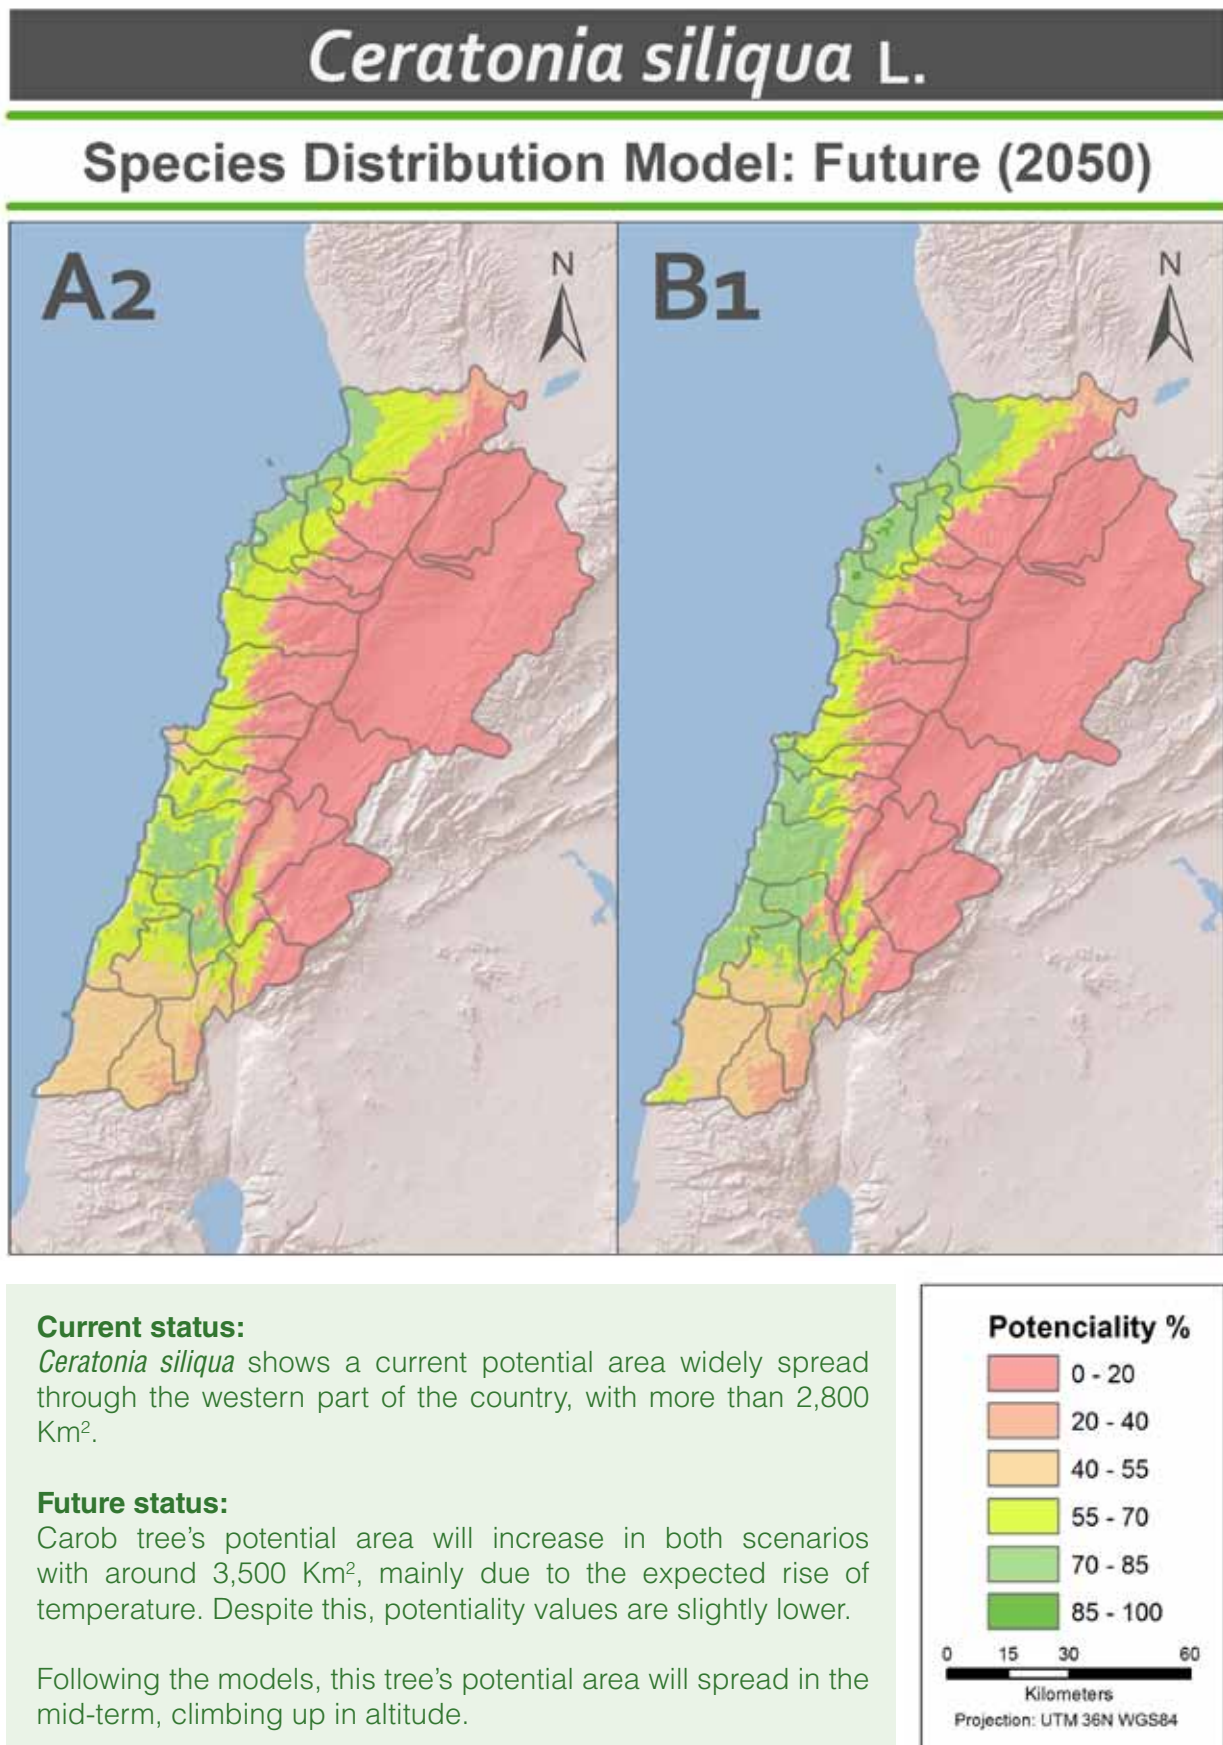 Ceratonia siliqua L.
Species Distribution Model: Future (2050)
A2
N
B1
N
Current status:
Ceratonia siliqua shows a current potential area widely spread
through the western part of the country, with more than 2,800
Km².
Future status:
Carob tree's potential area will increase in both scenarios
with around 3,500 Km², mainly due to the expected rise of
temperature. Despite this, potentiality values are slightly lower.
Following the models, this tree's potential area will spread in the
mid-term, climbing up in altitude.
Potenciality %
0 - 20
20 - 40
40 - 55
55 - 70
70 - 85
85 - 100
0 15 30 60
Kilometers
Projection: UTM 36N WGS84